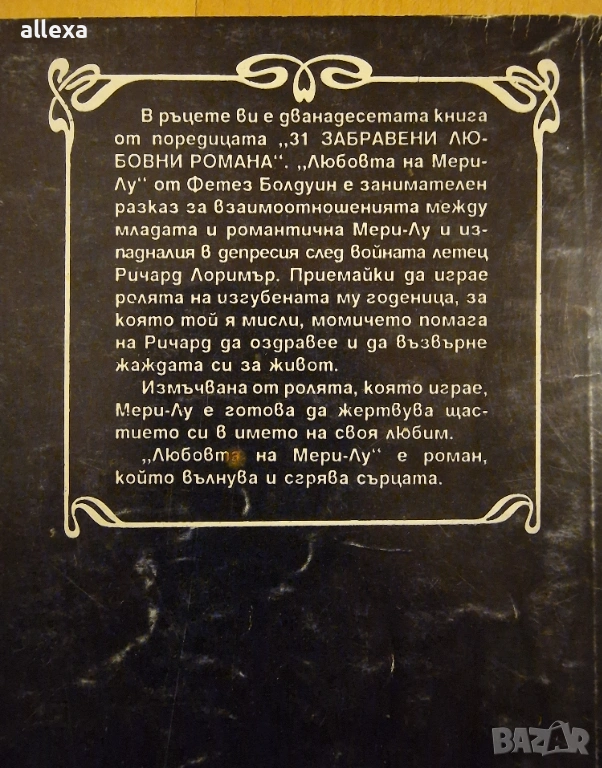 allexa
В ръцете ви е дванадесетата книга
от поредицата „31 ЗАБРАВЕНИ ЛЮ-
БОВНИ РОМАНА“. „Любовта на Мери-
Лу“ от Фетез Болдуин е занимателен
разказ за взаимоотношенията между
младата и романтична Мери-Лу и из-
падналия в депресия след войната летец
Ричард Лоримър. Приемайки да играе
ролята на изгубената му годеница, за
която той я мисли, момичето помага
на Ричард да оздравее и да възвърне
жаждата си за живот.
Измъчвана от ролята, която играе,
Мери-Лу е готова да жертвува щас-
тието си в името на своя любим.
„Любовта на Мери-Лу“ е роман,
който вълнува и сгрява сърцата.
BAZAR